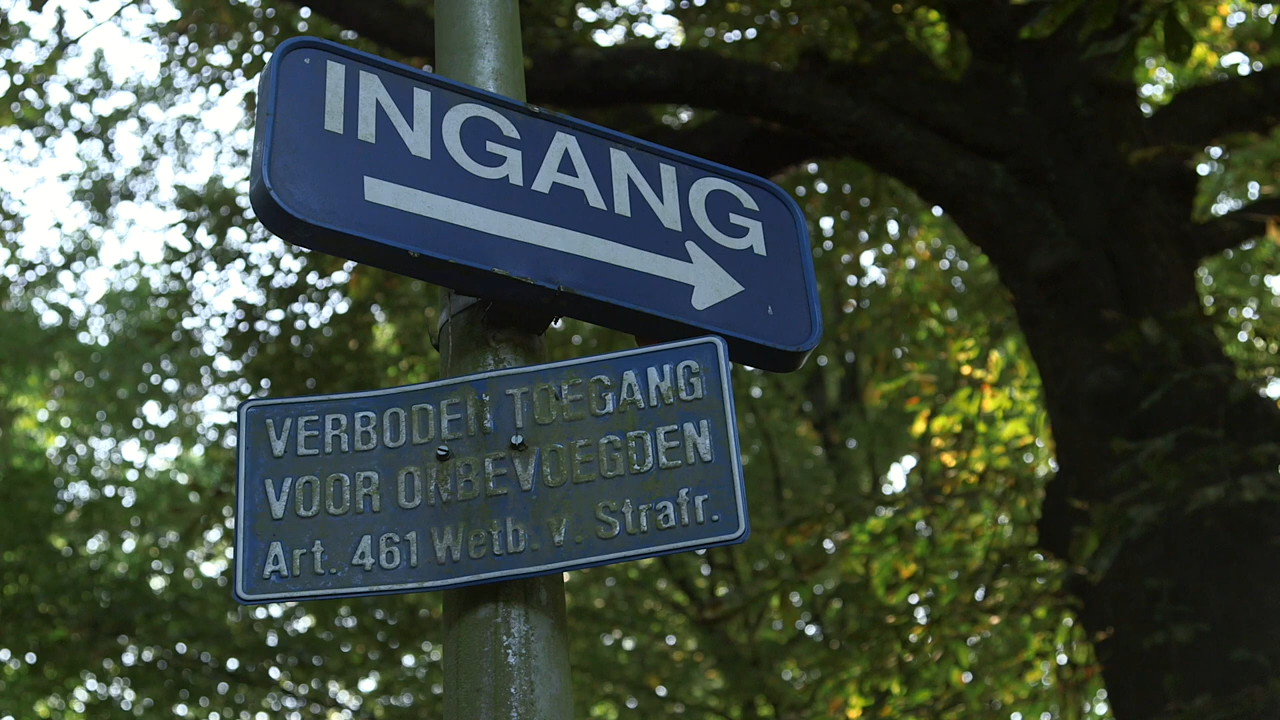 INGANG
VERBODEN TOEGANG
VOOR ONBEVOEGDEN
Art. 461 Wetb. v. Strafr.